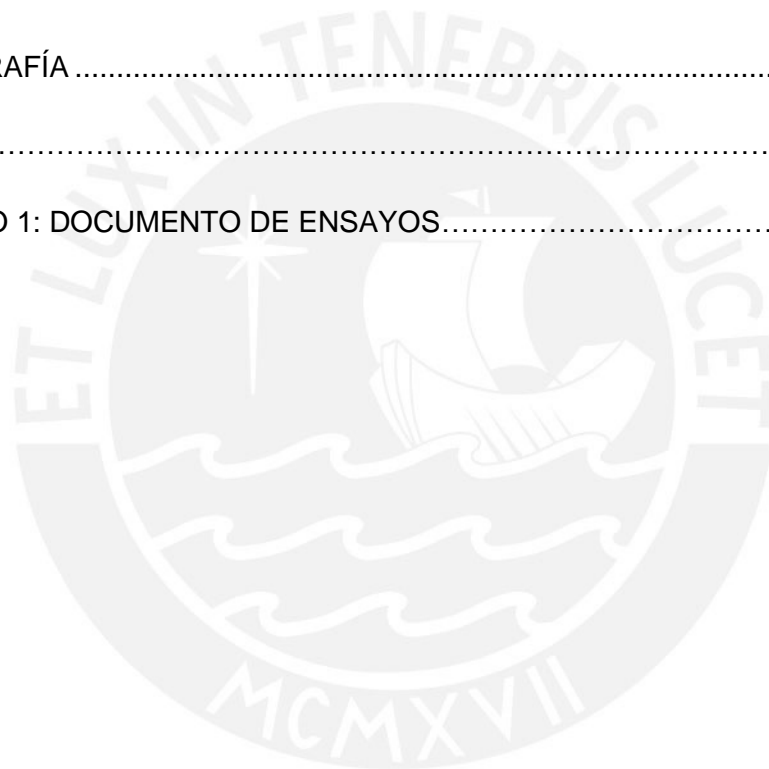 RAFÍA ....................................................................................
……………………………………………………………………………………
O 1: DOCUMENTO DE ENSAYOS……………………………………
ET LUX IN TENEBRIS LUCET
MCMXVII